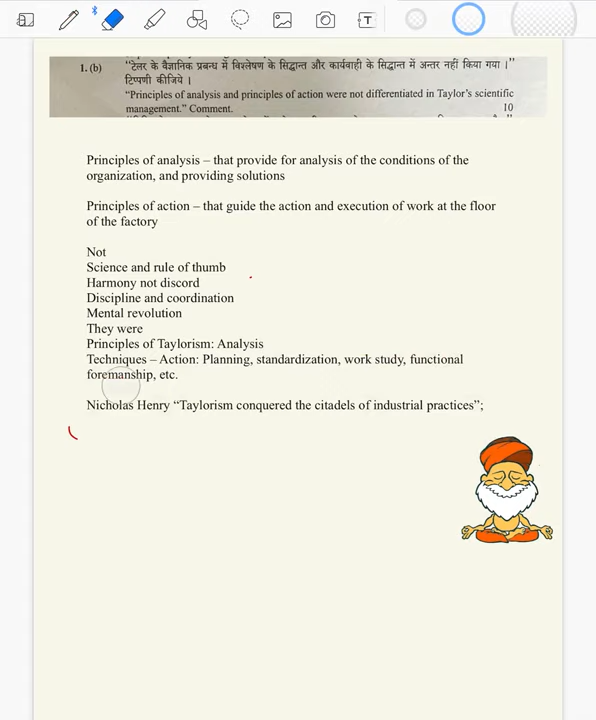 1. (b) “टेलर के वैज्ञानिक प्रबन्ध में विश्लेषण के सिद्धान्त और कार्यवाही के सिद्धान्त में अन्तर नहीं किया गया ।”
टिप्पणी कीजिये ।
“Principles of analysis and principles of action were not differentiated in Taylor’s scientific
management.” Comment. 10
Principles of analysis – that provide for analysis of the conditions of the
organization, and providing solutions
Principles of action – that guide the action and execution of work at the floor
of the factory
Not
Science and rule of thumb
Harmony not discord
Discipline and coordination
Mental revolution
They were
Principles of Taylorism: Analysis
Techniques – Action: Planning, standardization, work study, functional
foremanship, etc.
Nicholas Henry “Taylorism conquered the citadels of industrial practices”;